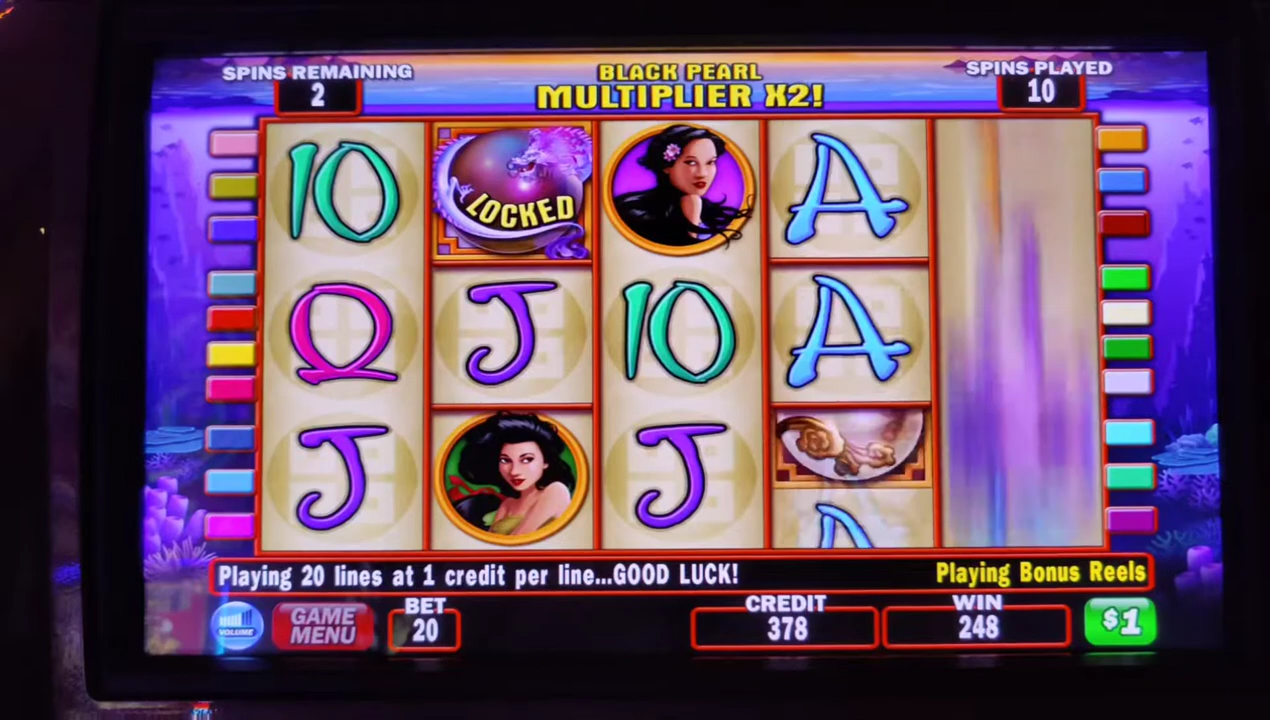 SPINS REMAINING
2
BLACK PEARL
MULTIPLIER X2!
SPINS PLAYED
10
10
LOCKED
A
Q
J
10
A
J
J
A
Playing 20 lines at 1 credit per line...GOOD LUCK!
Playing Bonus Reels
VOLUME
GAME
MENU
BET
20
CREDIT
378
WIN
248
$1